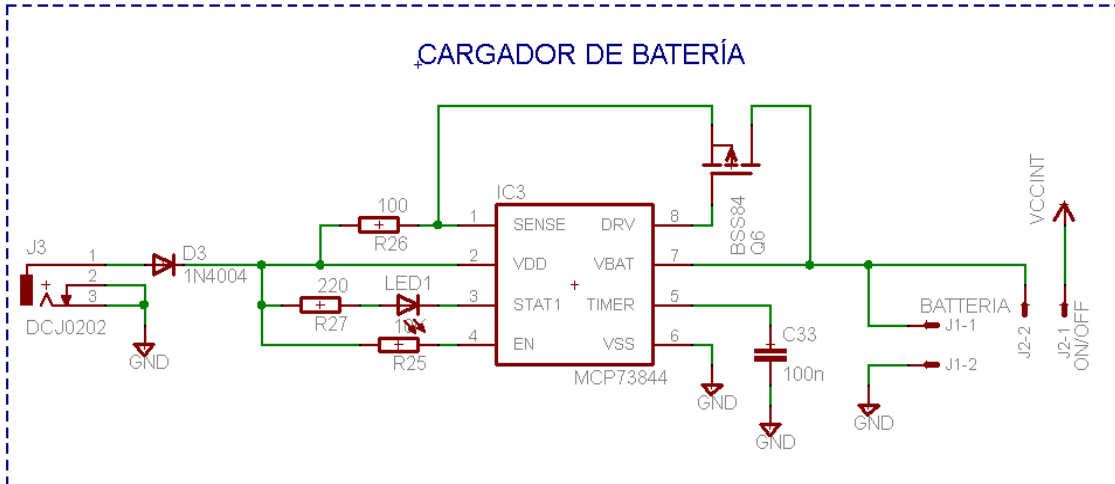 CARGADOR DE BATERÍA
IC3
100
R26
1 SENSE DRV 8
BSS84
Q6
VCCINT
J3
1
D3
1N4004
2 VDD VBAT 7
2
3
DCJ0202
GND
220
R27
LED1
3 STAT1 TIMER 5
10K
R25
4 EN VSS 6
MCP73844
GND
C33
100n
GND
BATTERIA
J1-1
J1-2
GND
J2-2
J2-1
ON/OFF